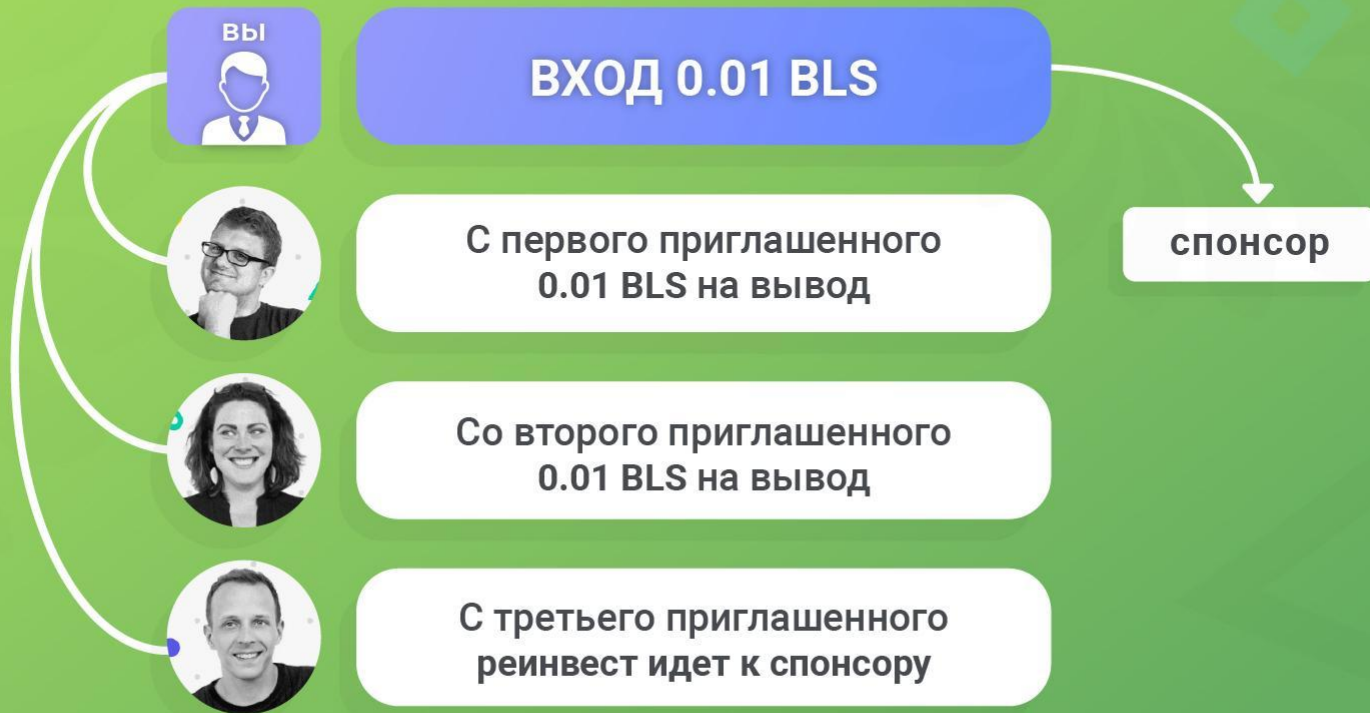 ВЫ
ВХОД 0.01 BLS
С первого приглашенного
0.01 BLS на вывод
спонсор
Со второго приглашенного
0.01 BLS на вывод
С третьего приглашенного
реинвест идет к спонсору